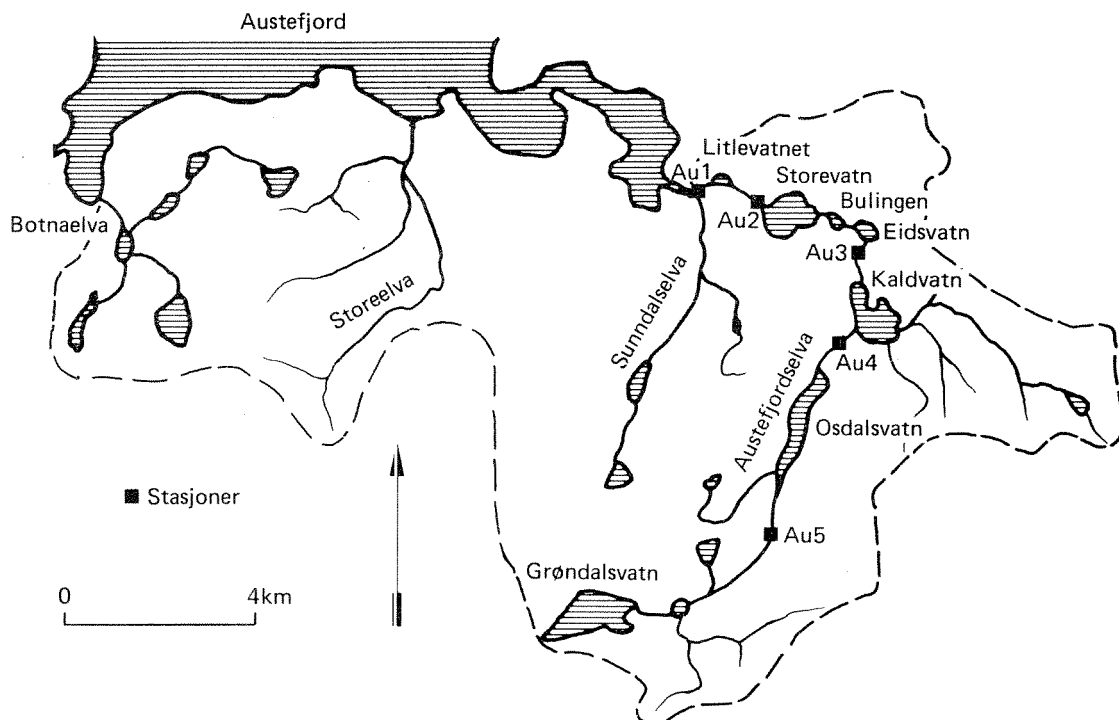 Austefjord
Litlevatnet
Au1
Storevatn
Bulingen
Au2
Eidsvatn
Botnaelva
Au3
Kaldvatn
Storeelva
Sunndalselva
Au4
Austefjordselva
Osdalsvatn
Stasjoner
Au5
Grøndalsvatn
0 4km